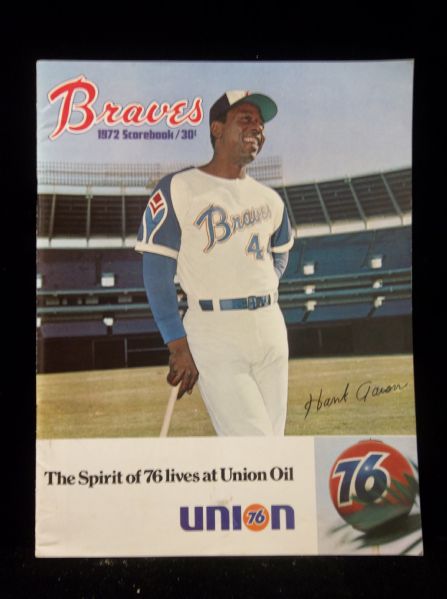 Braves
1972 Scorebook/30¢
Braves
44
Hank Aaron
The Spirit of 76 lives at Union Oil
union
76
76